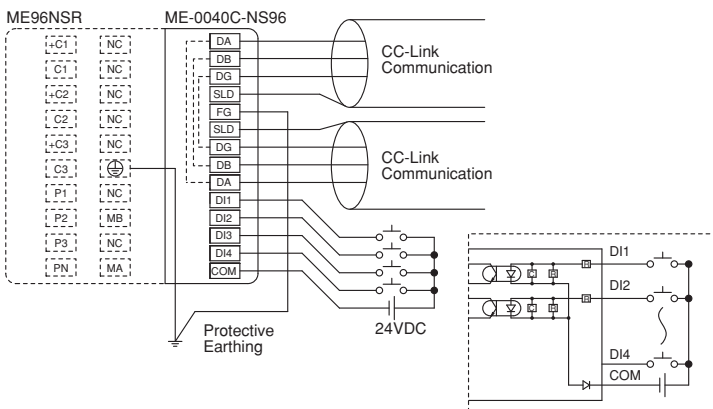 ME96NSR
ME-0040C-NS96
+C1 NC
C1 NC
+C2 NC
C2 NC
+C3 NC
C3
P1 NC
P2 MB
P3 NC
PN MA
DA
DB
DG
SLD
FG
SLD
DG
DB
DA
DI1
DI2
DI3
DI4
COM
CC-Link
Communication
CC-Link
Communication
24VDC
Protective
Earthing
DI1
DI2
DI4
COM